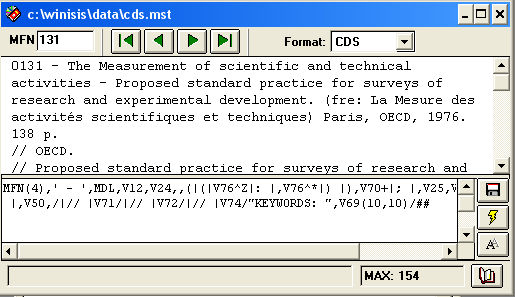 c:\winisis\data\cds.mst
MFN 131 Format: CDS
0131 - The Measurement of scientific and technical
activities - Proposed standard practice for surveys of
research and experimental development. (fre: La Mesure des
activités scientifiques et techniques) Paris, OECD, 1976.
138 p.
// OECD.
// Proposed standard practice for surveys of research and
MFN(4),' - ',MDL,V12,V24,,(|(|V76^Z|: |,V76^*|) |),V70+|; |,V25,V
|,V50,/|// |V71/|// |V72/|// |V74/"KEYWORDS: ",V69(10,10)/##
MAX: 154